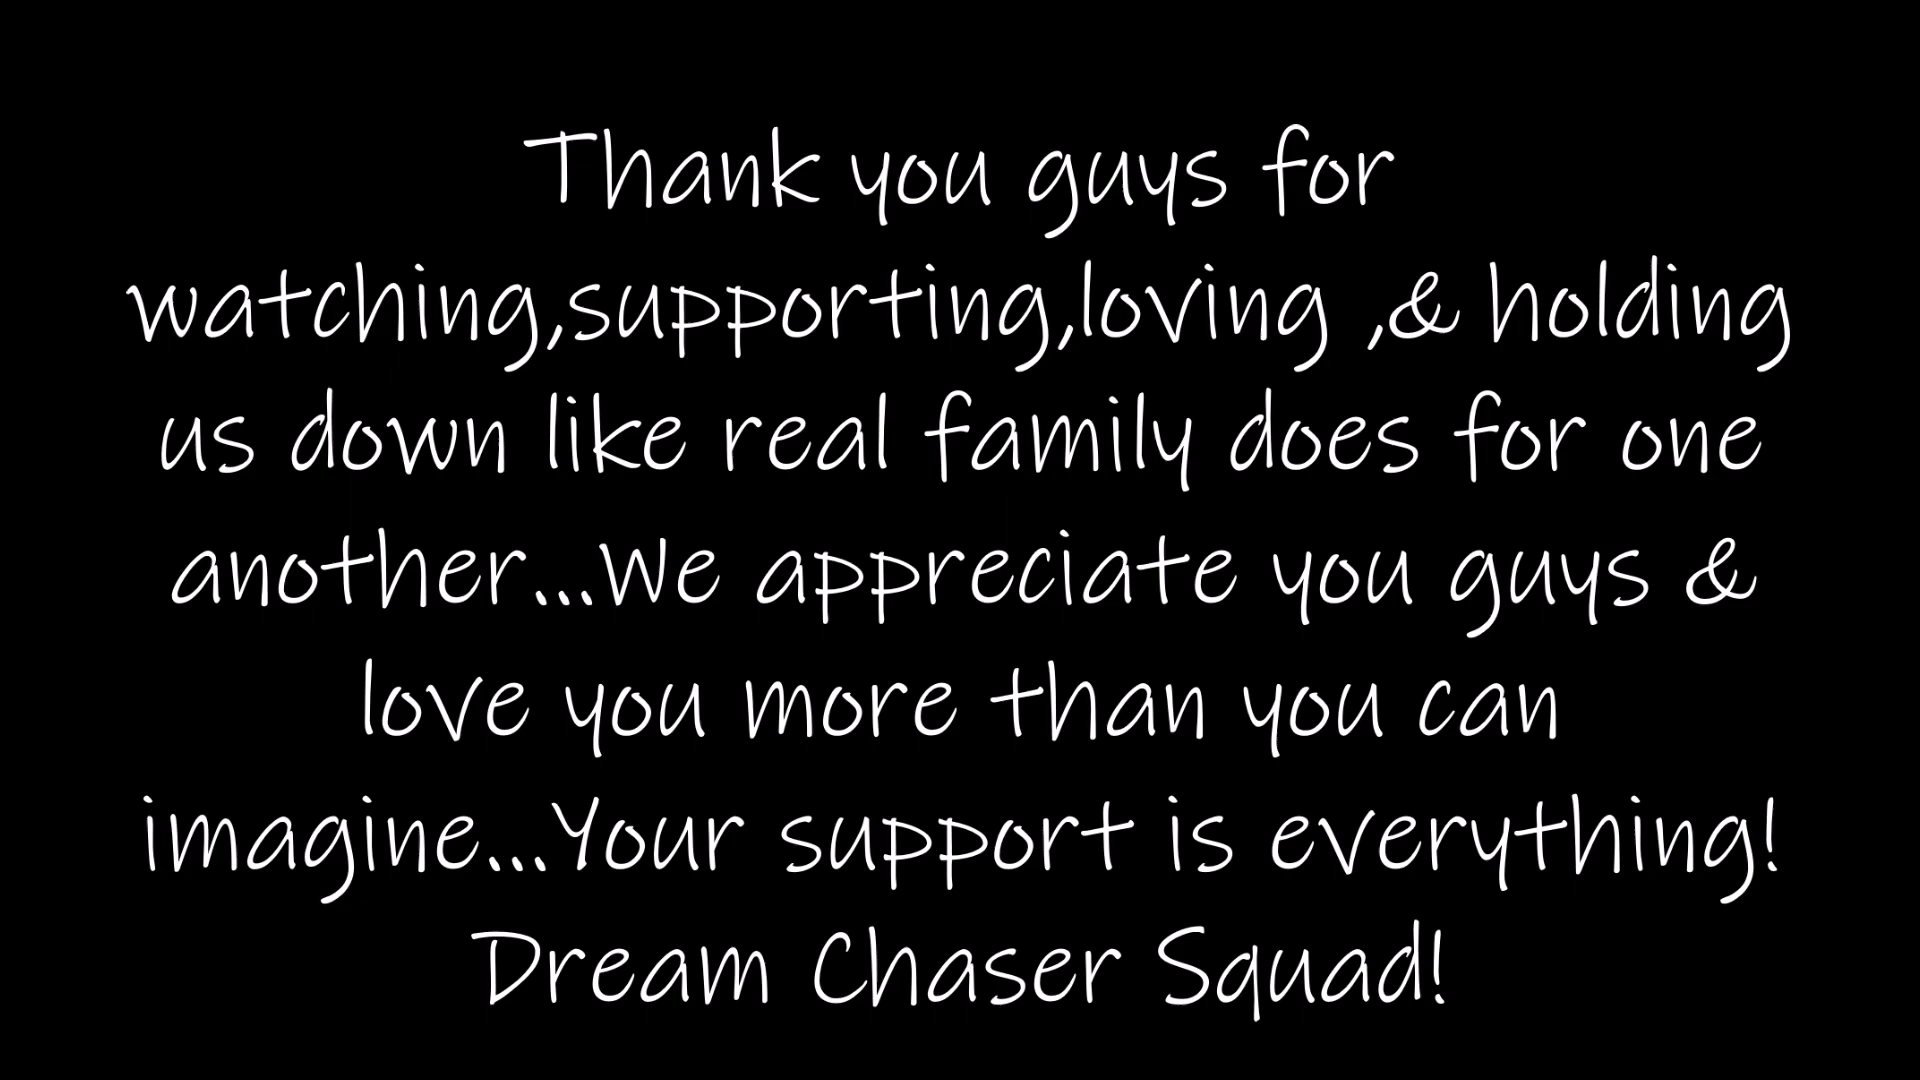 Thank you guys for
watching,supporting,loving ,& holding
us down like real family does for one
another...We appreciate you guys &
love you more than you can
imagine...Your support is everything!
Dream Chaser Squad!